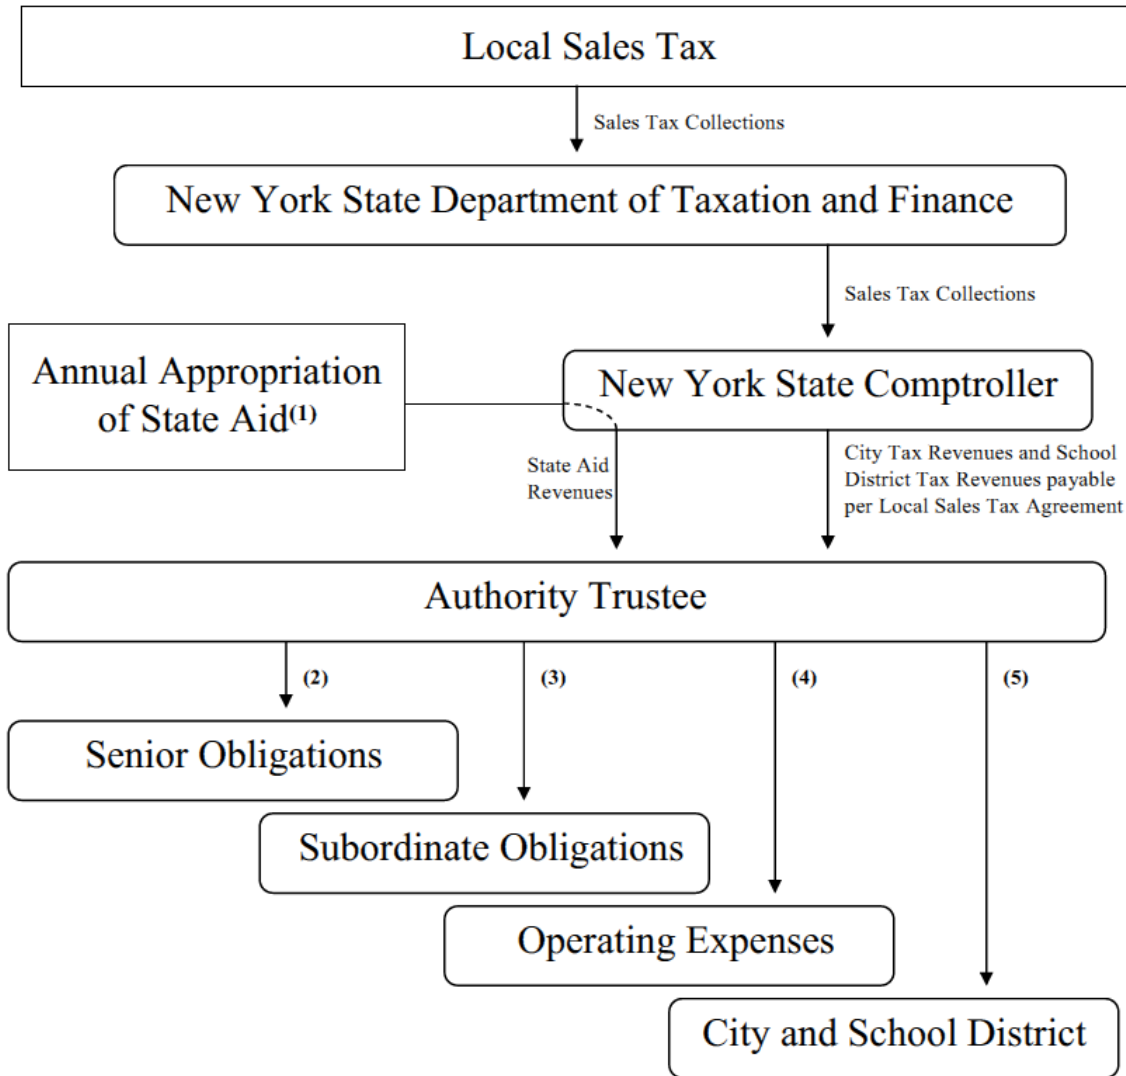 Local Sales Tax
Sales Tax Collections
New York State Department of Taxation and Finance
Sales Tax Collections
Annual Appropriation
of State Aid(1)
New York State Comptroller
State Aid
Revenues
City Tax Revenues and School
District Tax Revenues payable
per Local Sales Tax Agreement
Authority Trustee
(2)
(3)
(4)
(5)
Senior Obligations
Subordinate Obligations
Operating Expenses
City and School District